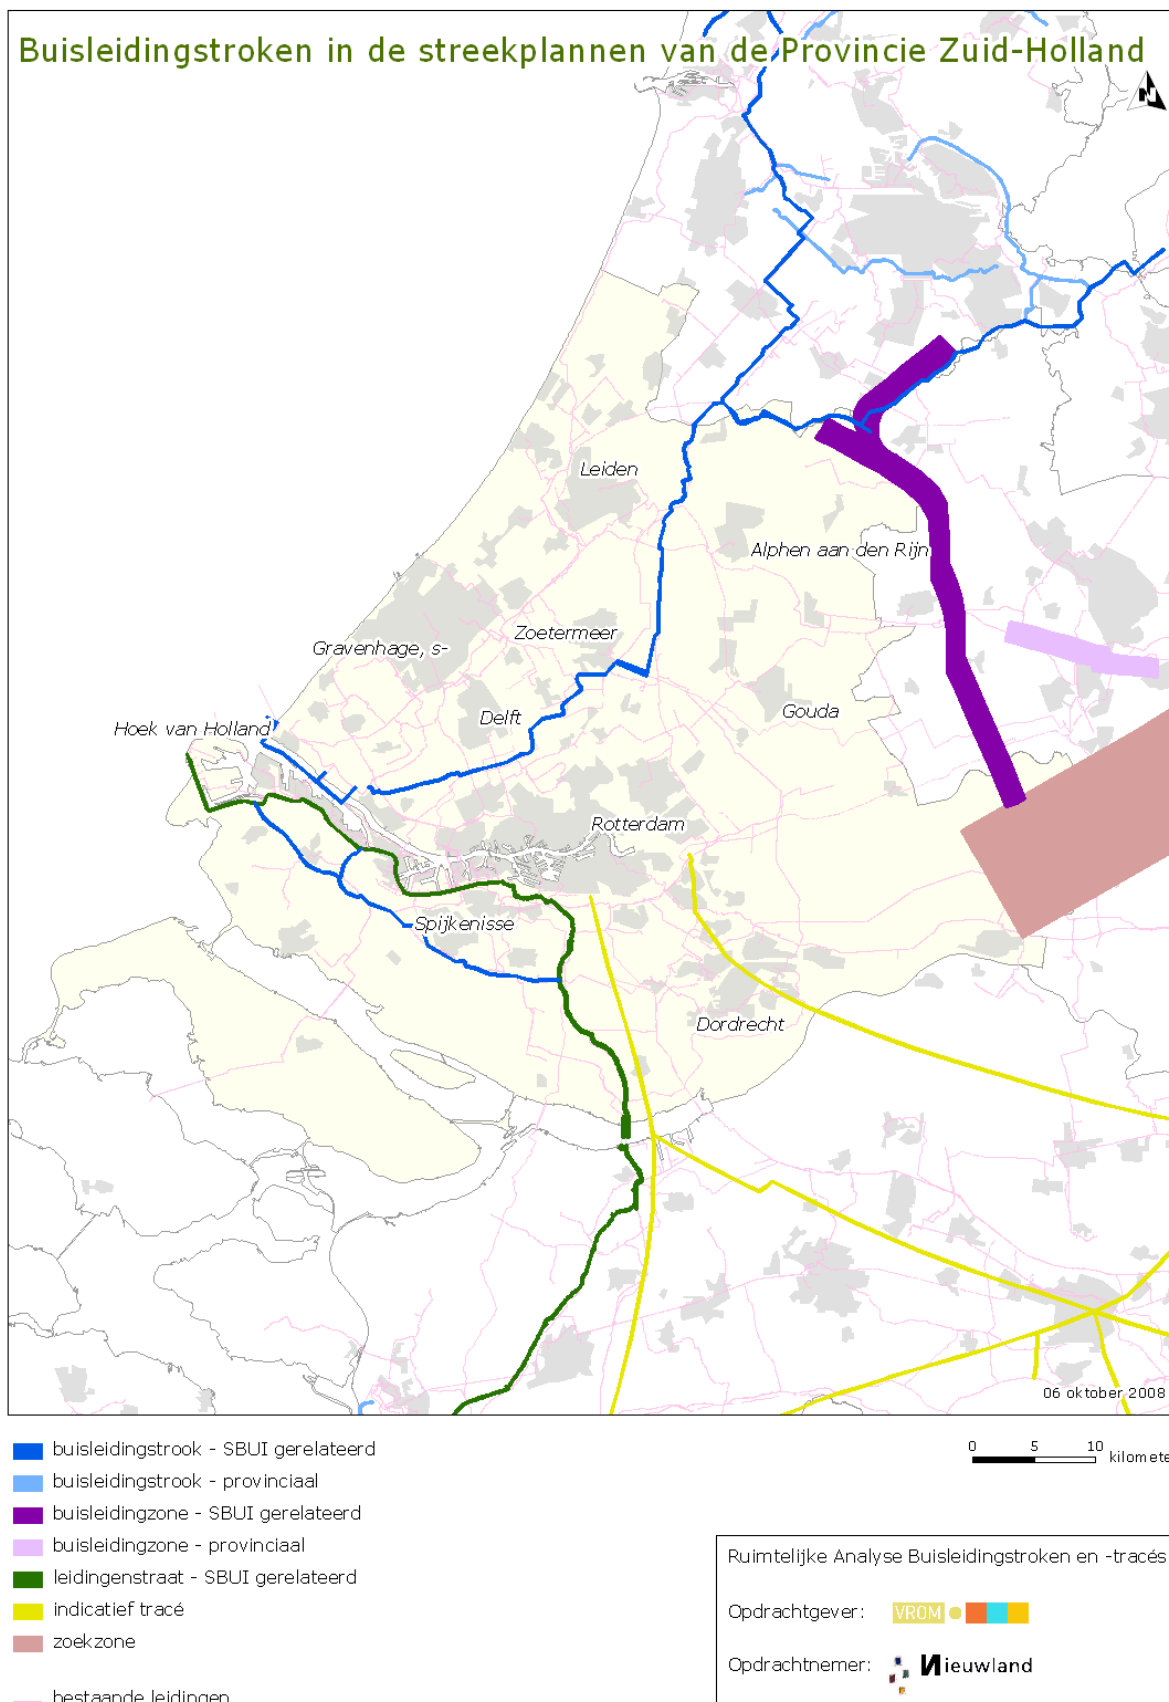 Buisleidingstroken in de streekplannen van de Provincie Zuid-Holland
N
Leiden
Alphen aan den Rijn
Zoetermeer
Gravenhage, s-
Gouda
Delft
Hoek van Holland
Rotterdam
Spijkenisse
Dordrecht
06 oktober 2008
buisleidingstrook - SBUI gerelateerd
buisleidingstrook - provinciaal
buisleidingzone - SBUI gerelateerd
buisleidingzone - provinciaal
leidingenstraat - SBUI gerelateerd
indicatief tracé
zoekzone
bestaande leidingen
0 5 10 kilomete
Ruimtelijke Analyse Buisleidingstroken en -tracés
Opdrachtgever: VROM
Opdrachtnemer: Nieuwland